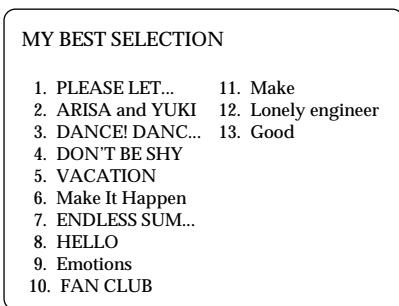 MY BEST SELECTION
1. PLEASE LET...
2. ARISA and YUKI
3. DANCE! DANC...
4. DON'T BE SHY
5. VACATION
6. Make It Happen
7. ENDLESS SUM...
8. HELLO
9. Emotions
10. FAN CLUB
11. Make
12. Lonely engineer
13. Good